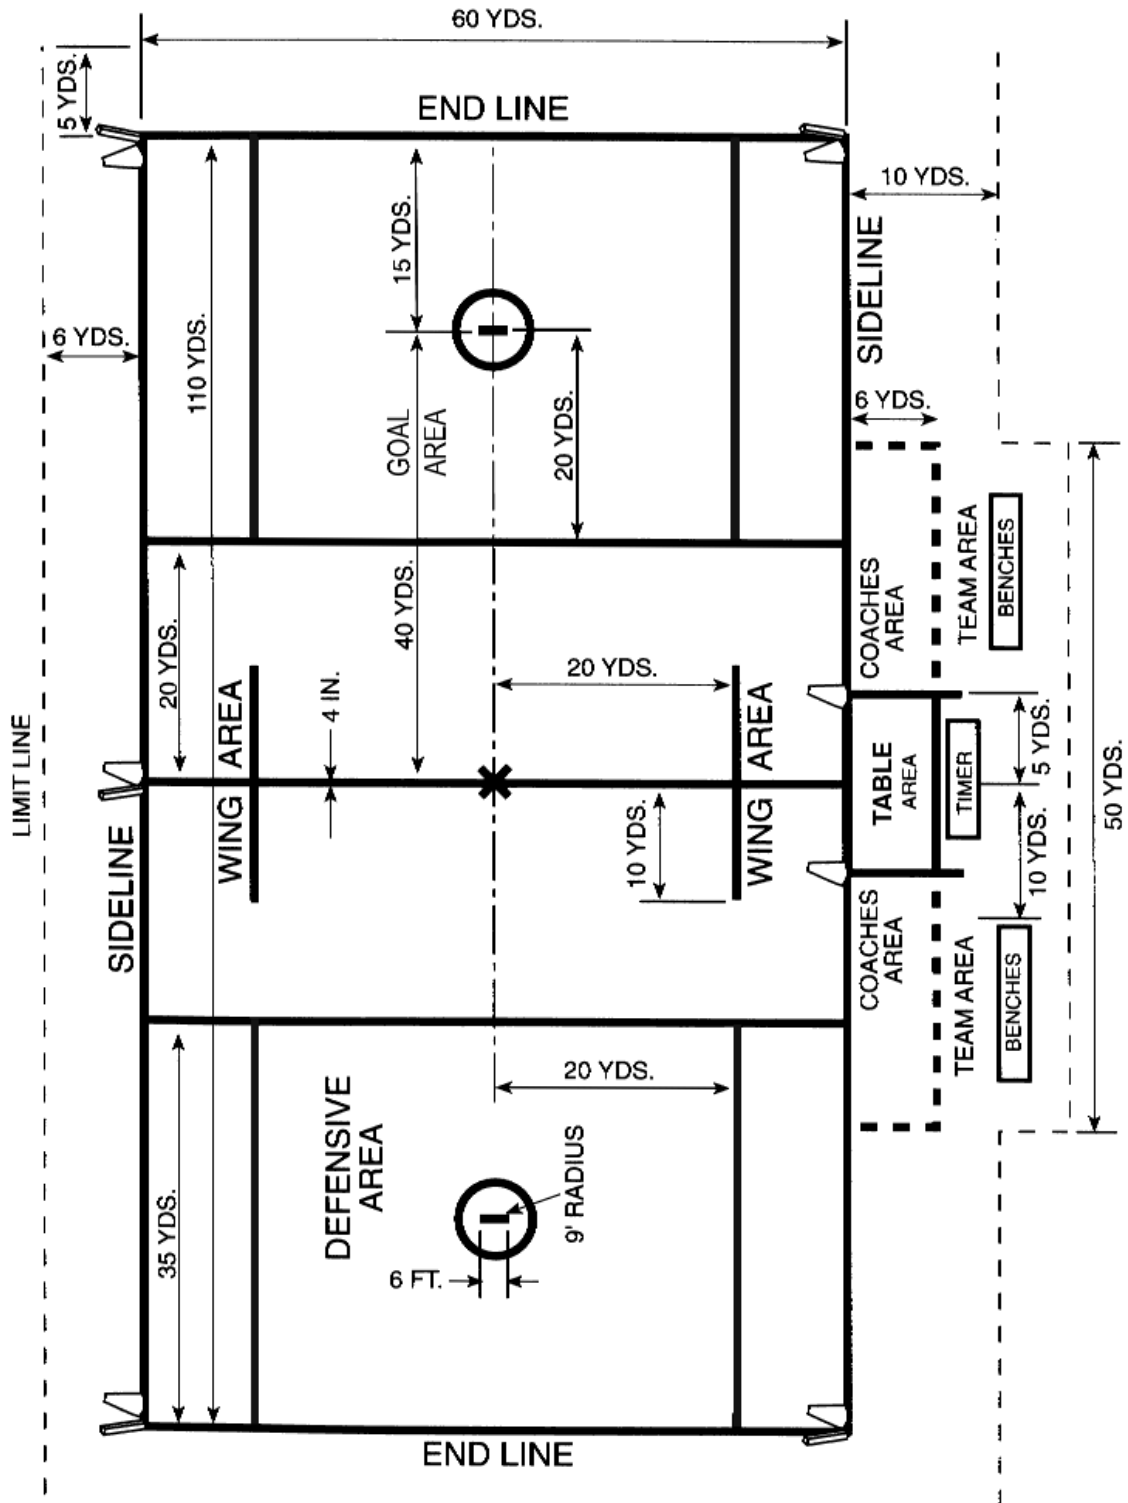 60 YDS.
5 YDS.
END LINE
10 YDS.
SIDELINE
15 YDS.
6 YDS.
110 YDS.
6 YDS.
GOAL
AREA
20 YDS.
COACHES
AREA
TEAM AREA
BENCHES
20 YDS.
40 YDS.
20 YDS.
4 IN.
WING AREA
WING AREA
LIMIT LINE
TABLE
AREA
TIMER
5 YDS.
50 YDS.
10 YDS.
10 YDS.
SIDELINE
COACHES
AREA
TEAM AREA
BENCHES
20 YDS.
DEFENSIVE
AREA
35 YDS.
9' RADIUS
6 FT.
END LINE